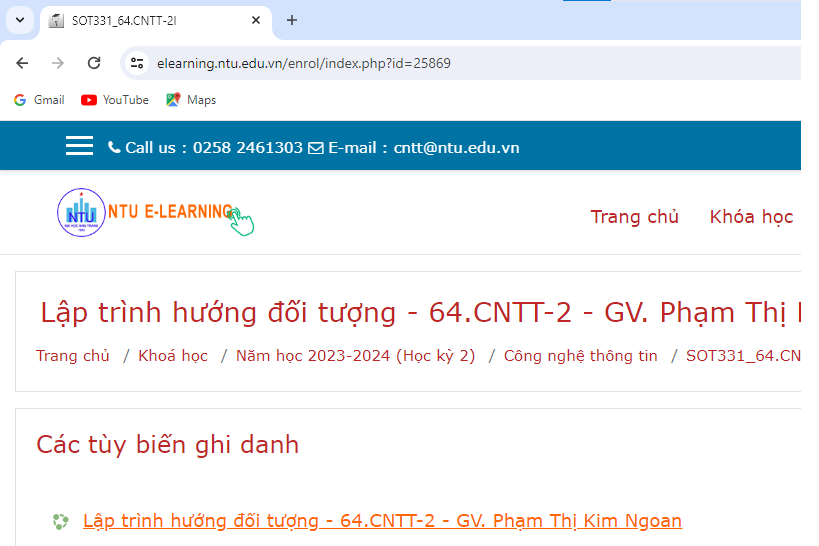 SOT331_64.CNTT-2I
elearning.ntu.edu.vn/enrol/index.php?id=25869
Gmail YouTube Maps
Call us : 0258 2461303 E-mail : cntt@ntu.edu.vn
NTU NTU E-LEARNING
Trang chủ Khóa học
Lập trình hướng đối tượng - 64.CNTT-2 - GV. Phạm Thị
Trang chủ / Khoá học / Năm học 2023-2024 (Học kỳ 2) / Công nghệ thông tin / SOT331_64.CN
Các tùy biến ghi danh
Lập trình hướng đối tượng - 64.CNTT-2 - GV. Phạm Thị Kim Ngoan